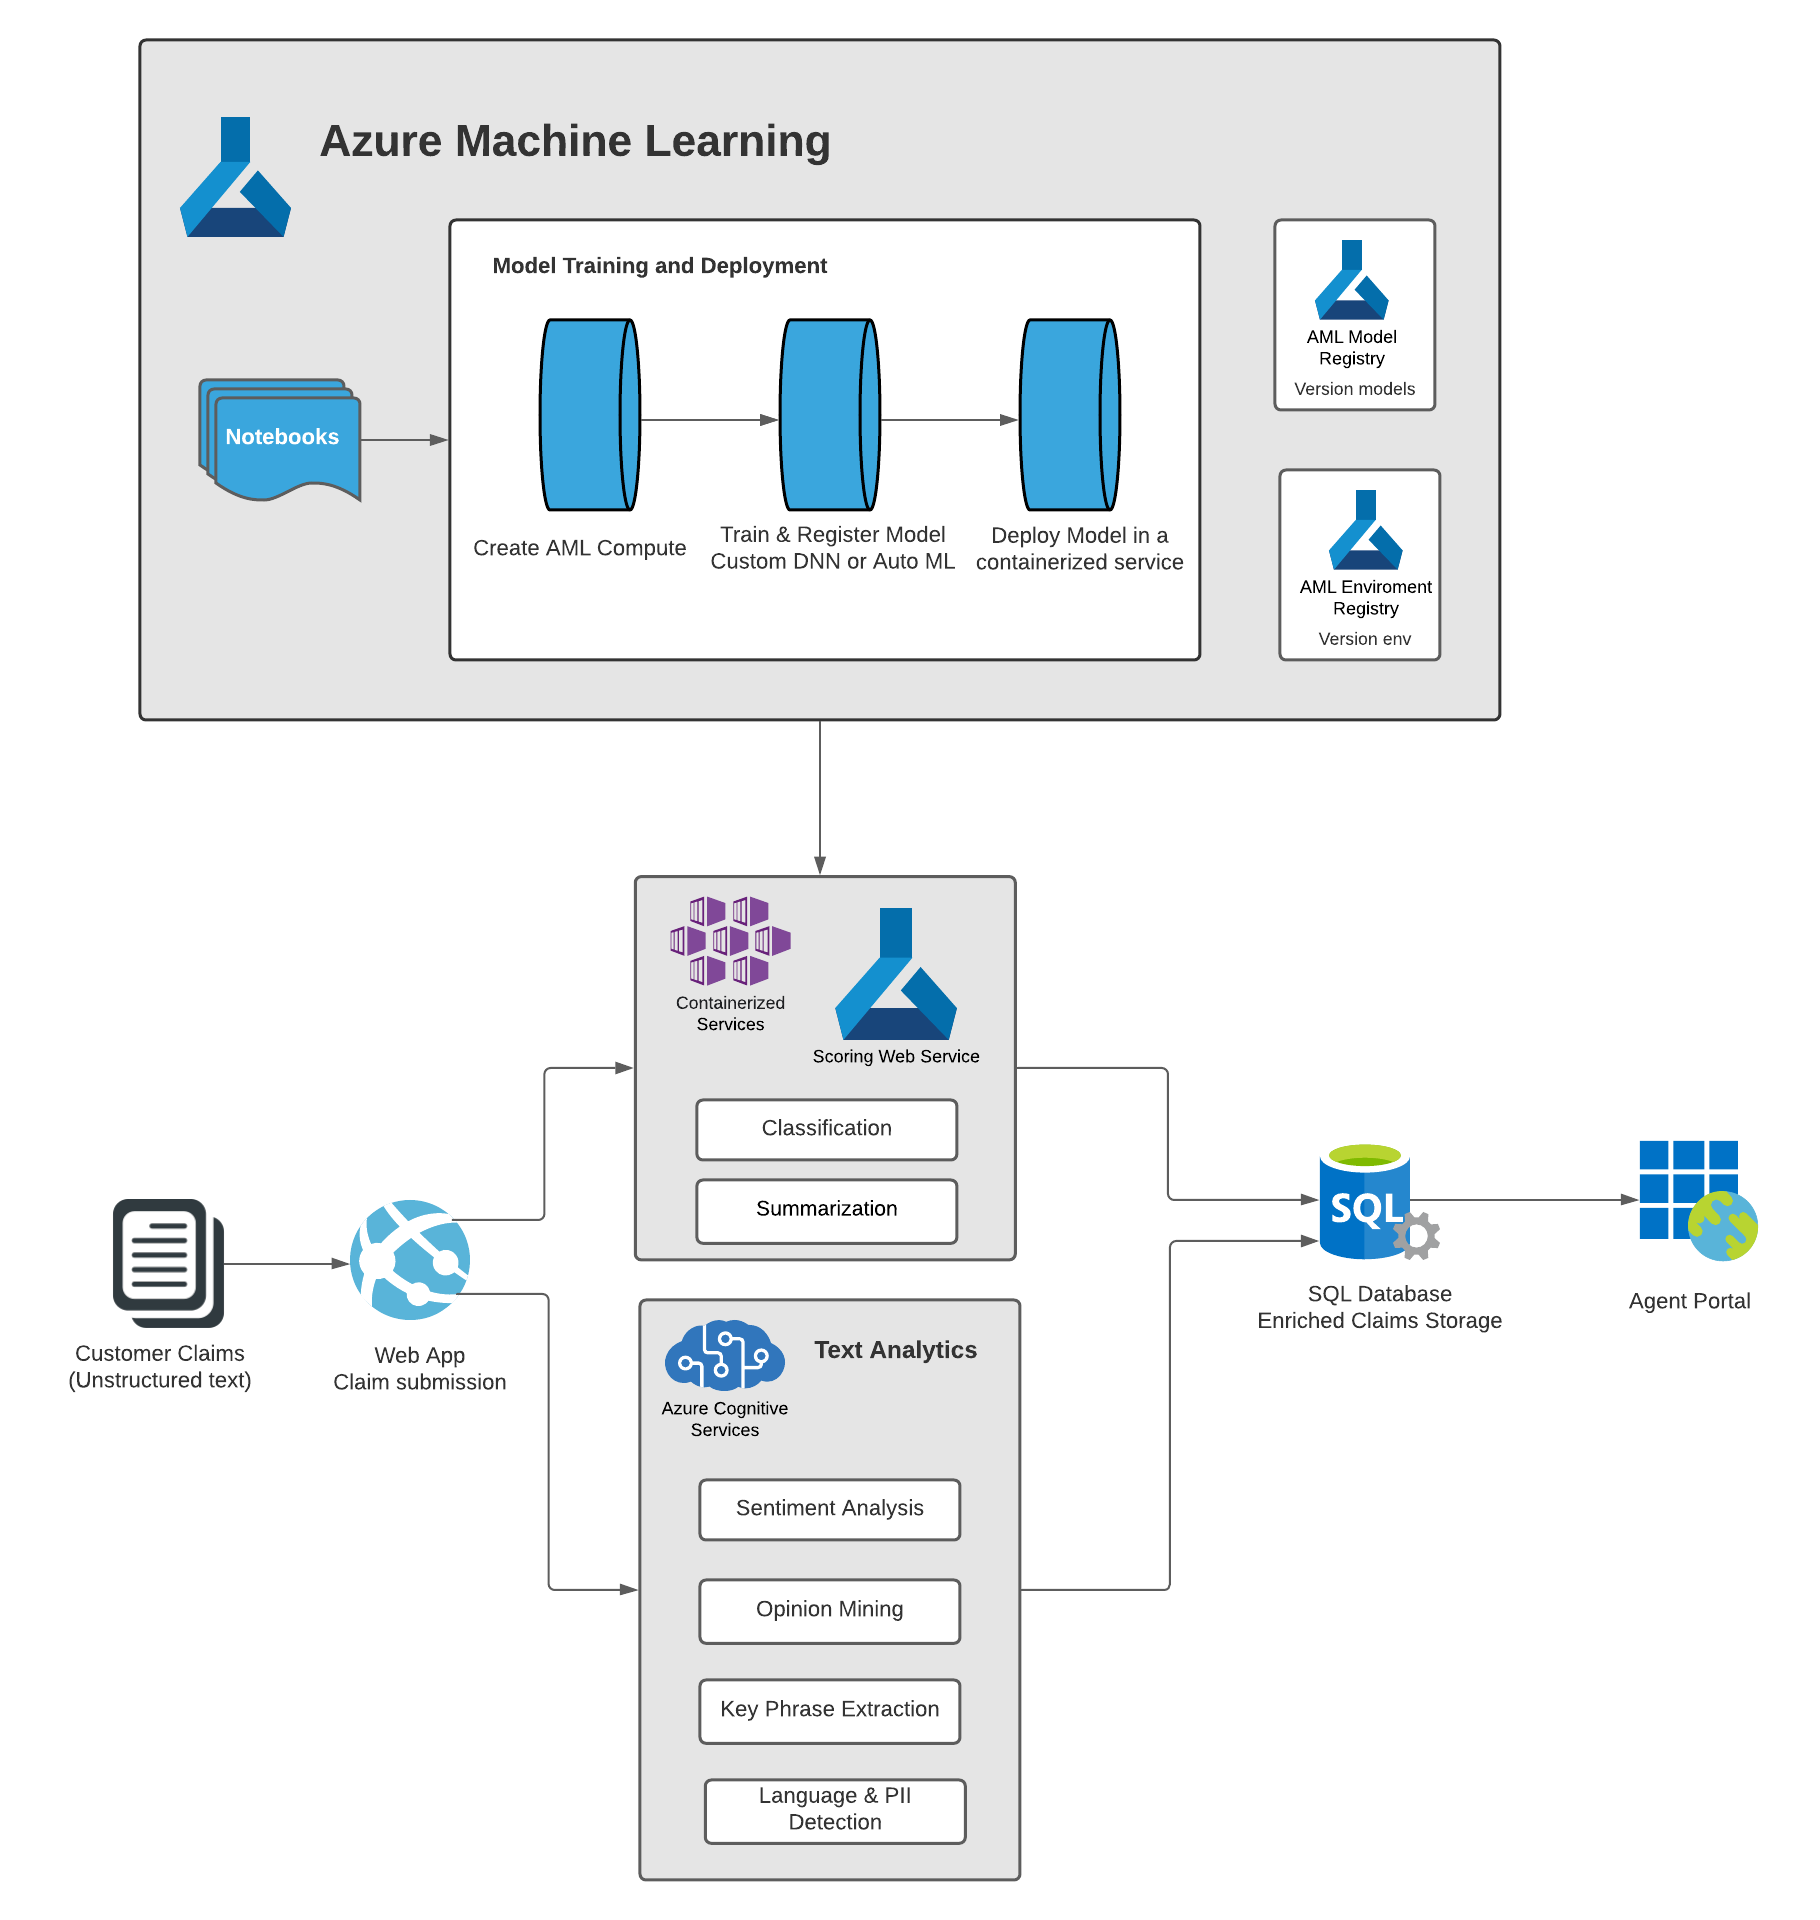 Azure Machine Learning
Model Training and Deployment
Notebooks
Create AML Compute
Train & Register Model
Custom DNN or Auto ML
Deploy Model in a
containerized service
AML Model
Registry
Version models
AML Enviroment
Registry
Version env
Containerized
Services
Scoring Web Service
Classification
Summarization
Customer Claims
(Unstructured text)
Web App
Claim submission
SQL
SQL Database
Enriched Claims Storage
Agent Portal
Azure Cognitive
Services
Text Analytics
Sentiment Analysis
Opinion Mining
Key Phrase Extraction
Language & PII
Detection